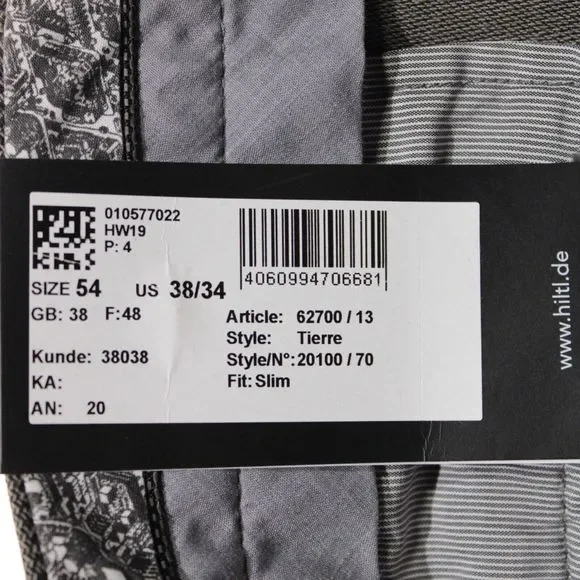 010577022
HW19
P: 4
4060994706681
SIZE 54 US 38/34
GB: 38 F:48
Article: 62700 / 13
Style: Tierre
Kunde: 38038
Style/N°:20100 / 70
KA:
Fit: Slim
AN: 20
www.hiltl.de